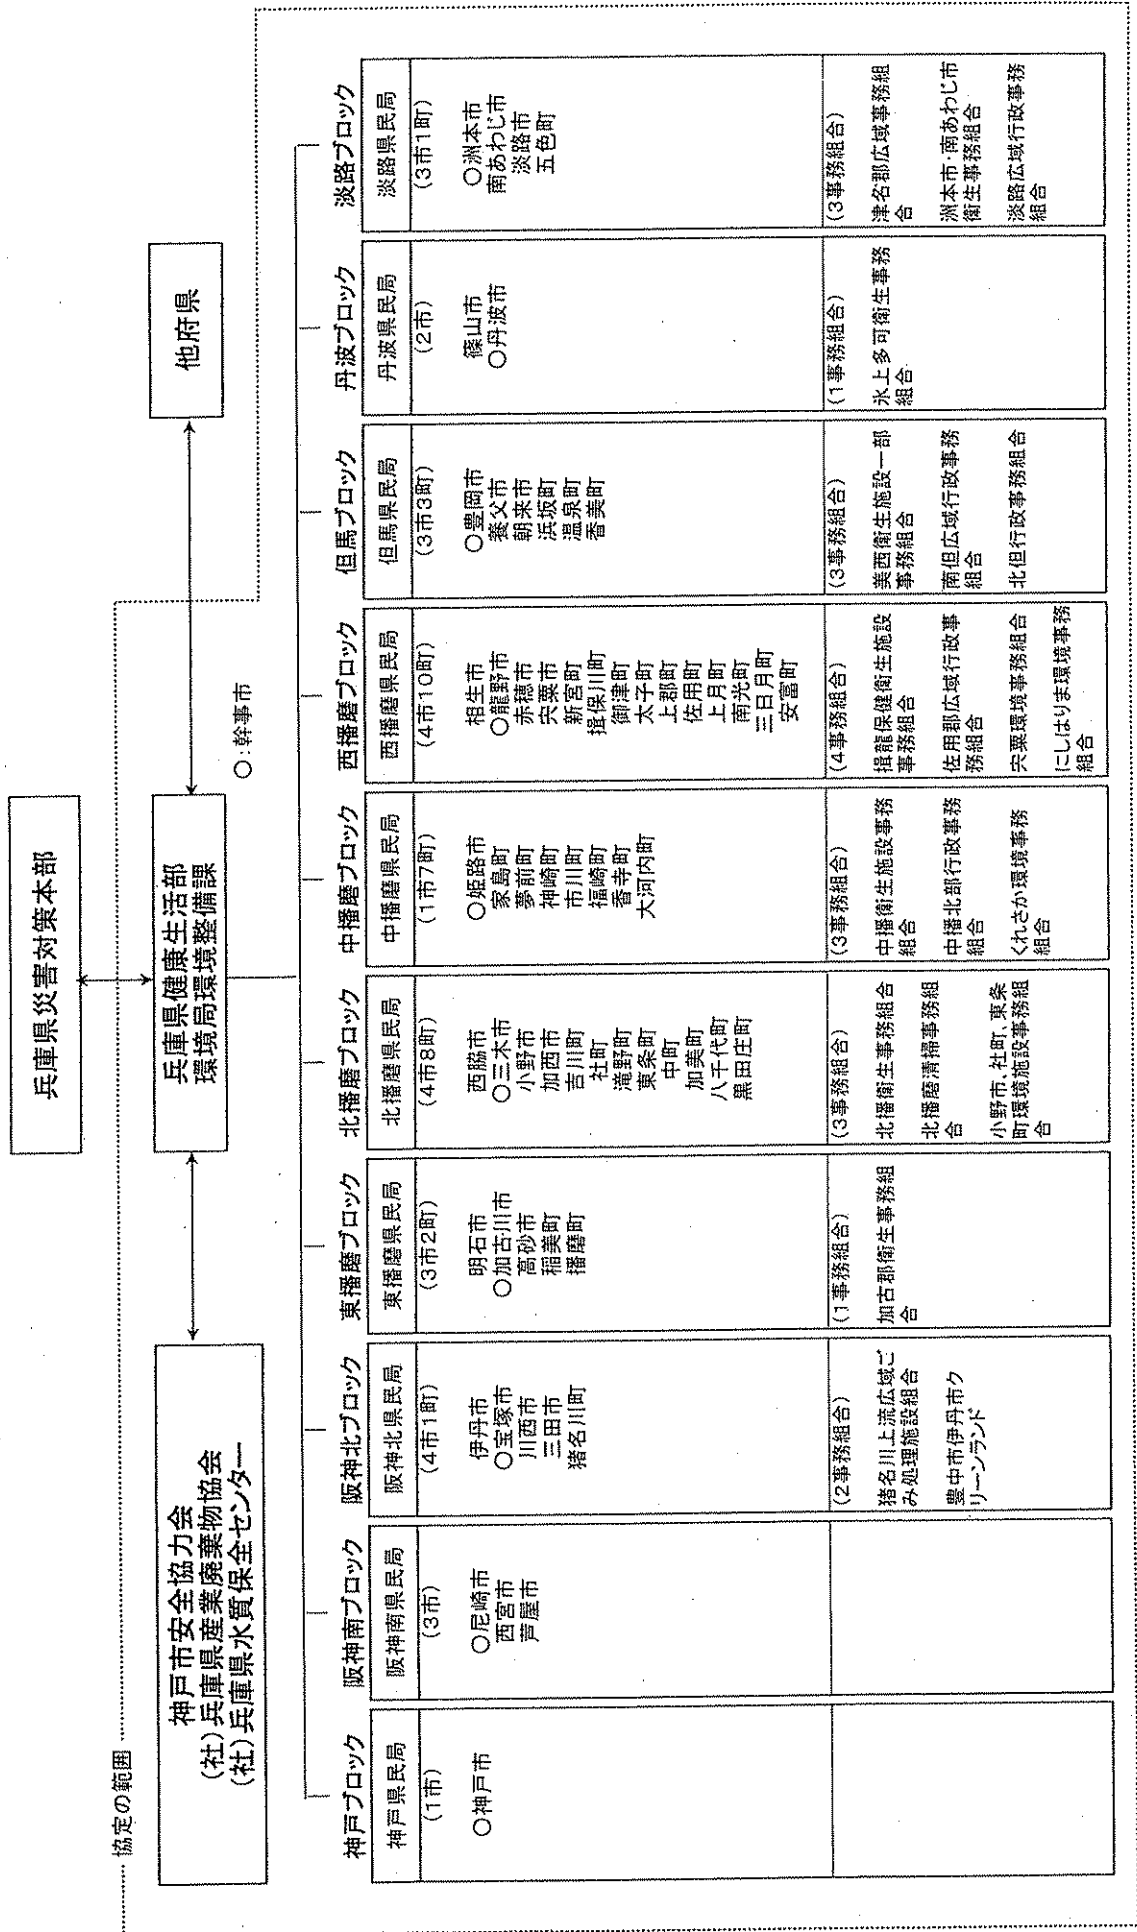 兵庫県災害対策本部
協定の範囲
神戸市安全協力会
(社)兵庫県産業廃棄物協会
(社)兵庫県水質保全センター
兵庫県健康生活部
環境局環境整備課
他府県
○:幹事市
神戸ブロック
神戸県民局
(1市)
○神戸市
阪神南ブロック
阪神南県民局
(3市)
○尼崎市
西宮市
芦屋市
阪神北ブロック
阪神北県民局
(4市1町)
伊丹市
○宝塚市
川西市
三田市
猪名川町
(2事務組合)
猪名川上流広域ご
み処理施設組合
豊中市伊丹市ク
リーンランド
東播磨ブロック
東播磨県民局
(3市2町)
明石市
○加古川市
高砂市
稲美町
播磨町
(1事務組合)
加古郡衛生事務組
合
北播磨ブロック
北播磨県民局
(4市8町)
西脇市
○三木市
小野市
加西市
吉川町
社町
滝野町
東条町
中町
加美町
八千代町
黒田庄町
(3事務組合)
北播衛生事務組合
北播磨清掃事務組
合
小野市、社町、東条
町環境施設事務組
合
中播磨ブロック
中播磨県民局
(1市7町)
○姫路市
家島町
夢前町
神崎町
市川町
福崎町
香寺町
大河内町
(3事務組合)
中播衛生施設事務
組合
中播北部行政事務
組合
くれさか環境事務
組合
西播磨ブロック
西播磨県民局
(4市10町)
相生市
○龍野市
赤穂市
宍粟市
新宮町
揖保川町
御津町
太子町
上郡町
佐用町
上月町
南光町
三日月町
安富町
(4事務組合)
揖龍保健衛生施設
事務組合
佐用郡広域行政事
務組合
宍粟環境事務組合
にしはりま環境事務
組合
但馬ブロック
但馬県民局
(3市3町)
○豊岡市
養父市
朝来市
浜坂町
温泉町
香美町
(3事務組合)
美西衛生施設一部
事務組合
南但広域行政事務
組合
北但行政事務組合
丹波ブロック
丹波県民局
(2市)
篠山市
○丹波市
(1事務組合)
氷上多可衛生事務
組合
淡路ブロック
淡路県民局
(3市1町)
○洲本市
南あわじ市
淡路市
五色町
(3事務組合)
津名郡広域事務組
合
洲本市・南あわじ市
衛生事務組合
淡路広域行政事務
組合